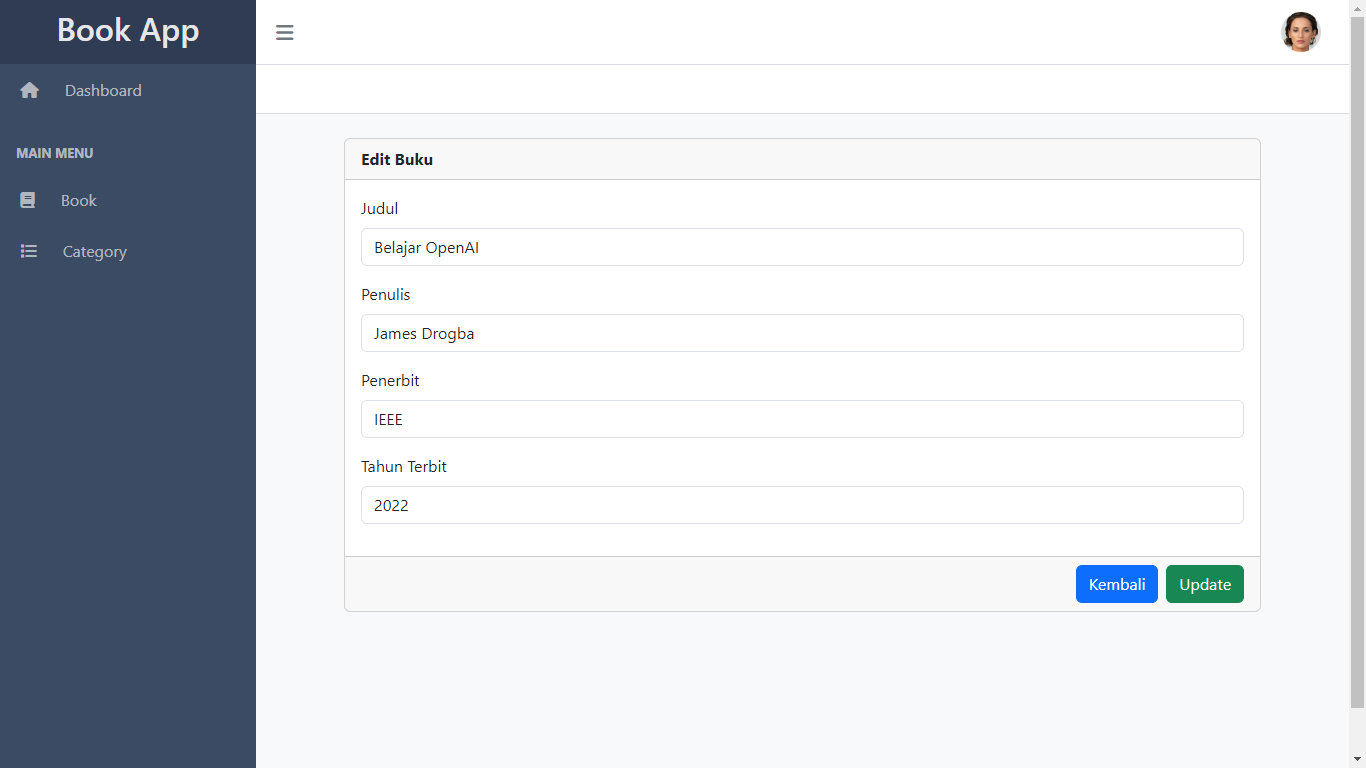 Book App
Dashboard
MAIN MENU
Book
Category
Edit Buku
Judul
Belajar OpenAI
Penulis
James Drogba
Penerbit
IEEE
Tahun Terbit
2022
Kembali
Update